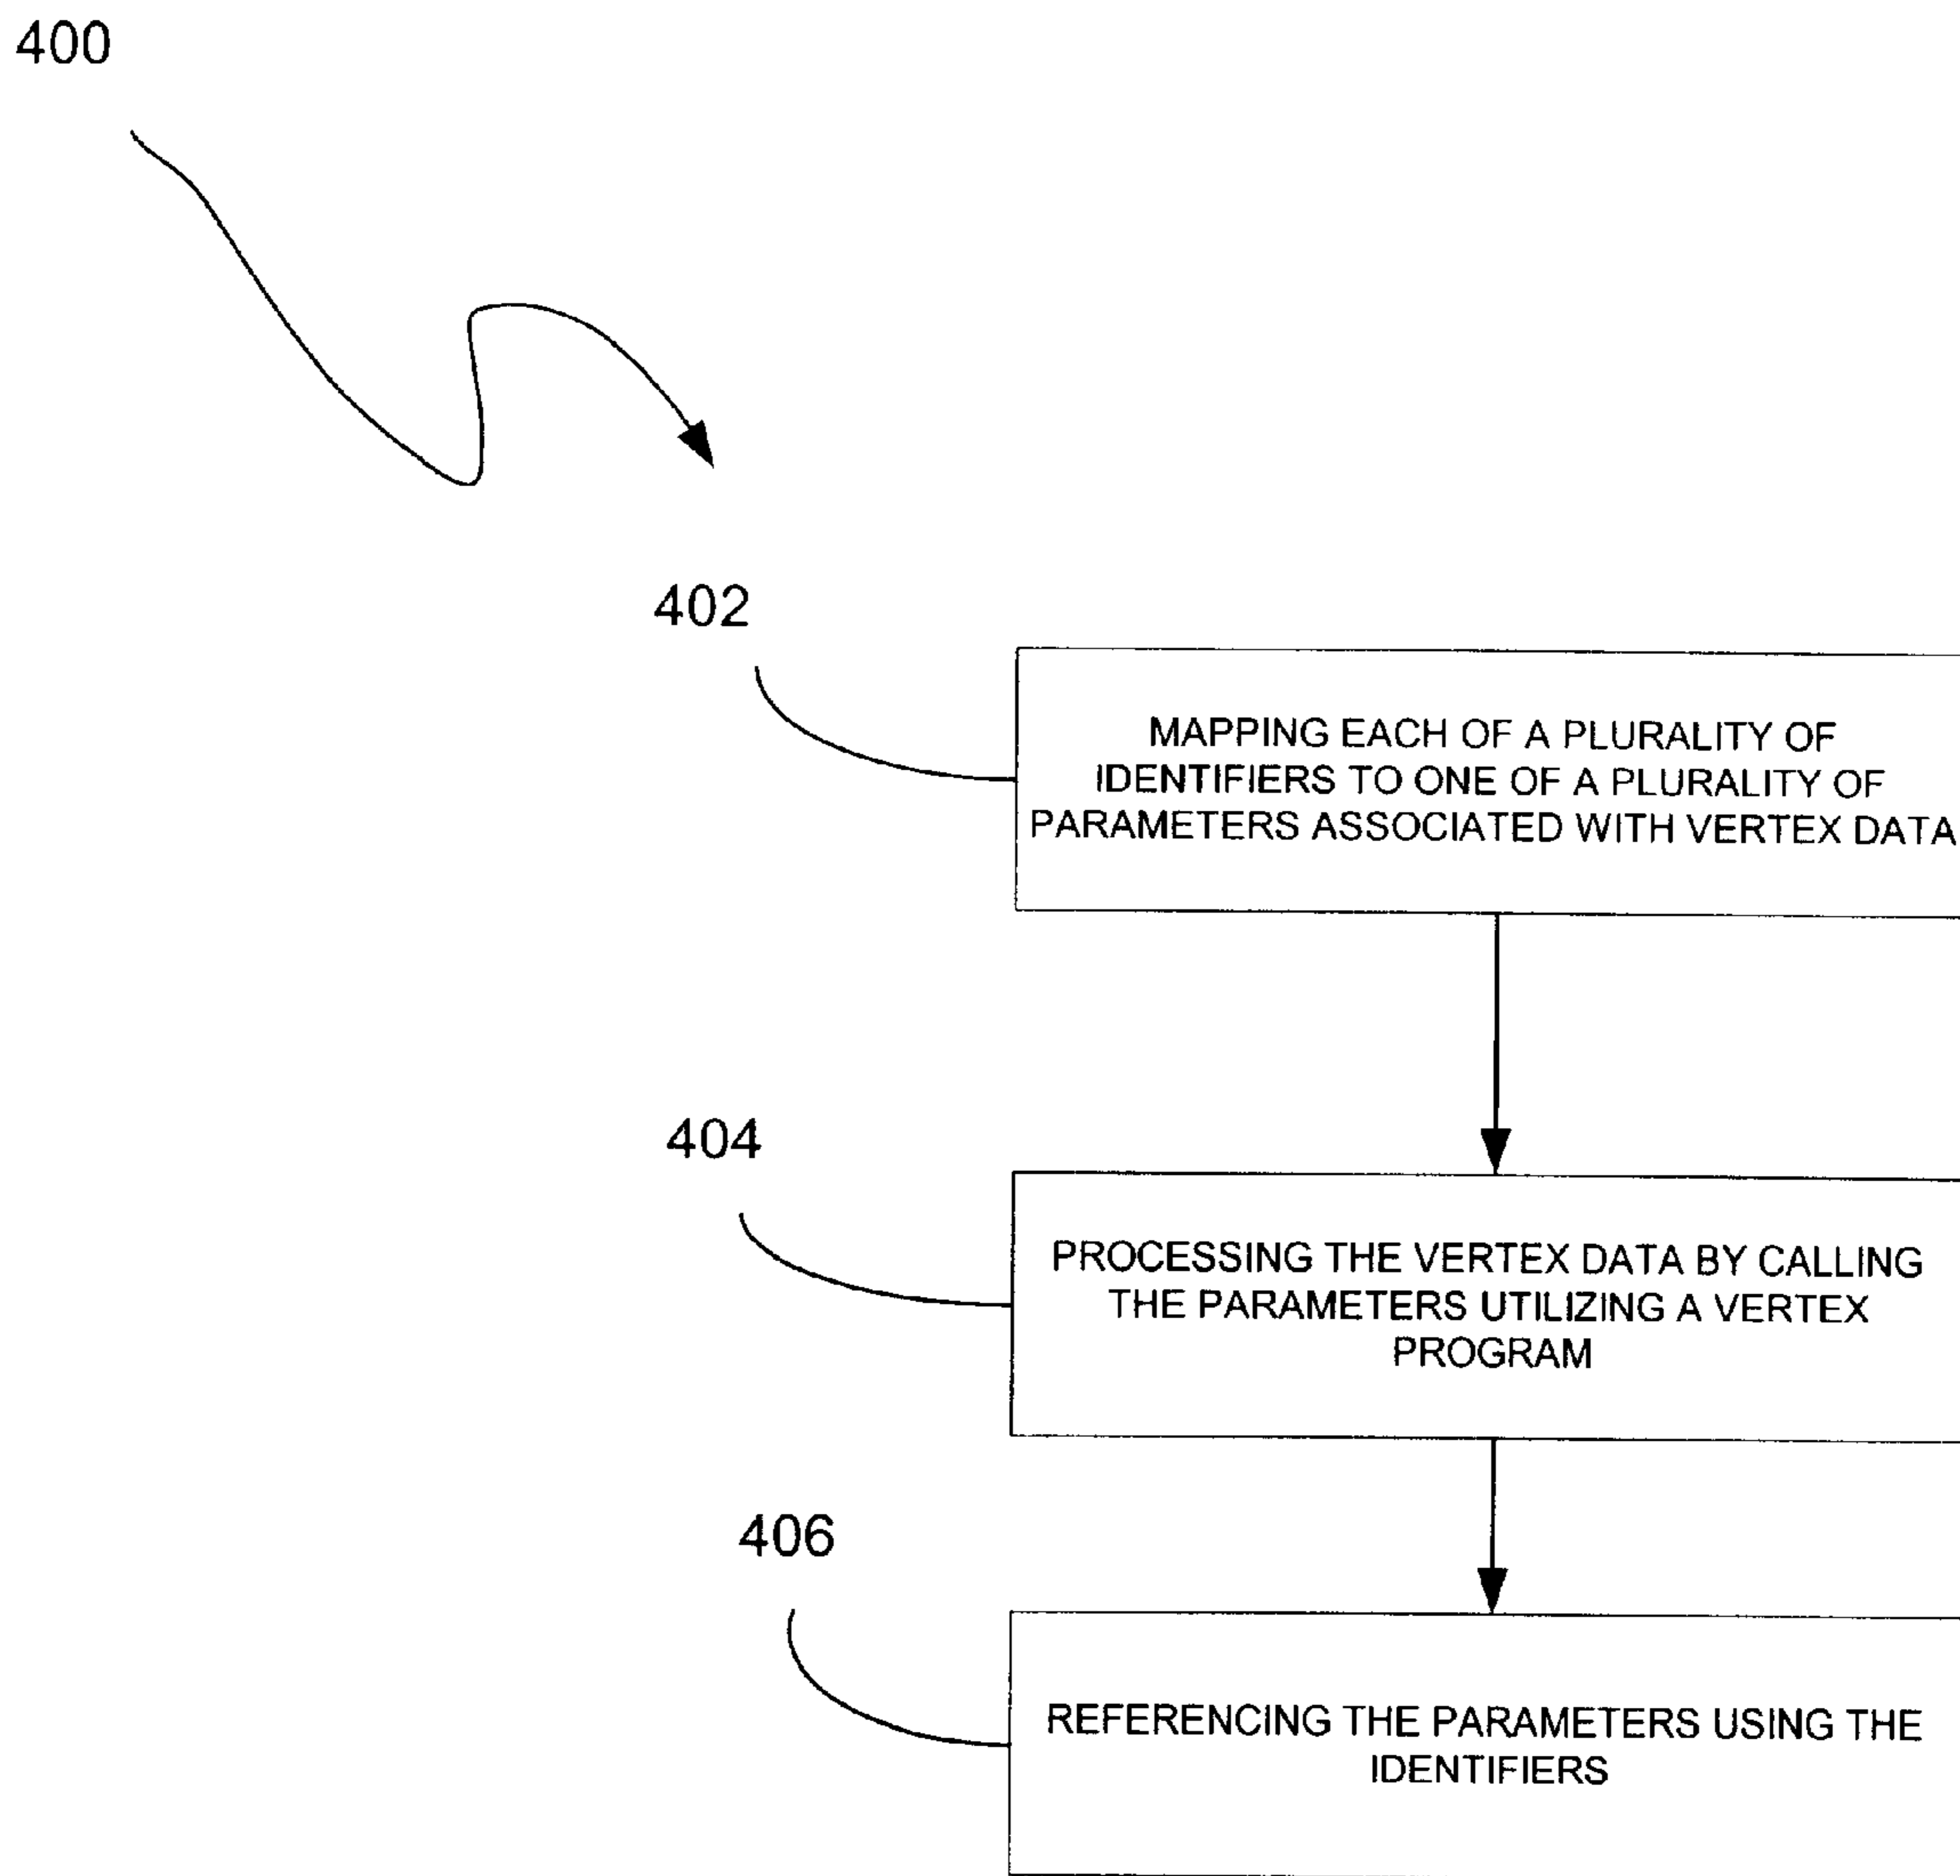 400
402
MAPPING EACH OF A PLURALITY OF
IDENTIFIERS TO ONE OF A PLURALITY OF
PARAMETERS ASSOCIATED WITH VERTEX DATA
404
PROCESSING THE VERTEX DATA BY CALLING
THE PARAMETERS UTILIZING A VERTEX
PROGRAM
406
REFERENCING THE PARAMETERS USING THE
IDENTIFIERS